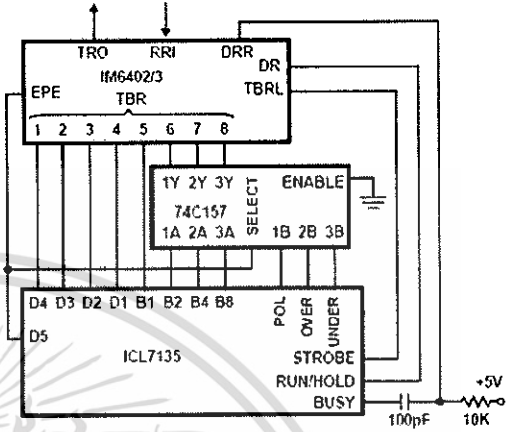 TRO RRI DRR
DR
IM6402/3
TBRL
EPE
TBR
1 2 3 4 5 6 7 8
1Y 2Y 3Y ENABLE
74C157
SELECT
1A 2A 3A 1B 2B 3B
D4 D3 D2 D1 B1 B2 B4 B8 POL OVER UNDER
D5
ICL7135
STROBE
RUN/HOLD
BUSY
+5V
100pF 10K